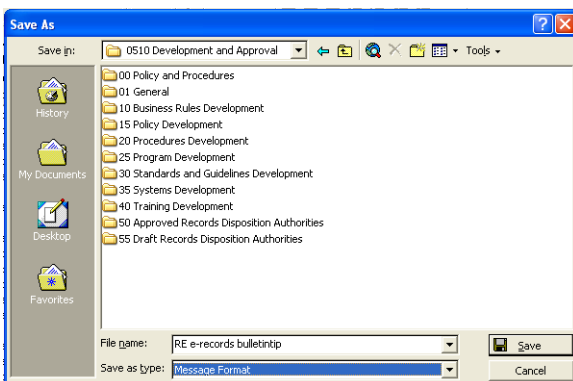 Save As
Save in: 0510 Development and Approval Tools
00 Policy and Procedures
01 General
10 Business Rules Development
15 Policy Development
20 Procedures Development
25 Program Development
30 Standards and Guidelines Development
35 Systems Development
40 Training Development
50 Approved Records Disposition Authorities
55 Draft Records Disposition Authorities
History
My Documents
Desktop
Favorites
File name: RE e-records bulletintip Save
Save as type: Message Format Cancel